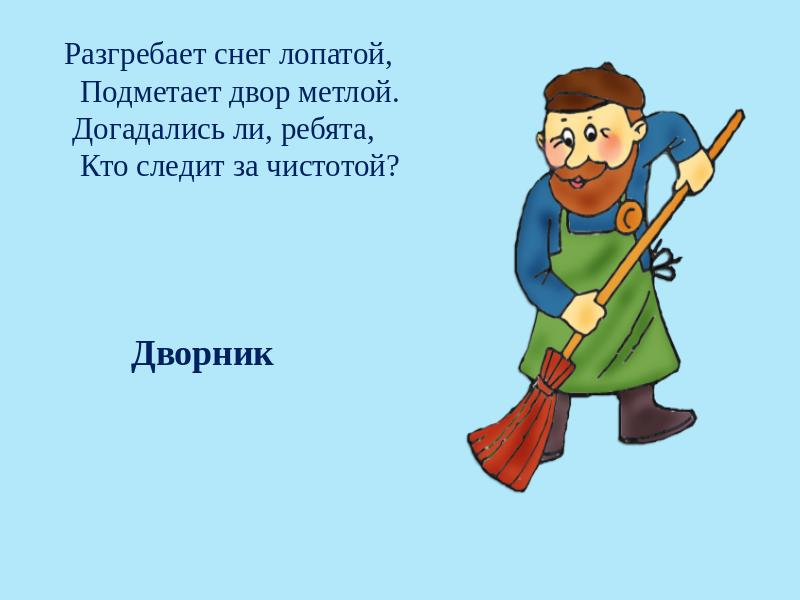 Разгребает снег лопатой,
Подметает двор метлой.
Догадались ли, ребята,
Кто следит за чистотой?
Дворник